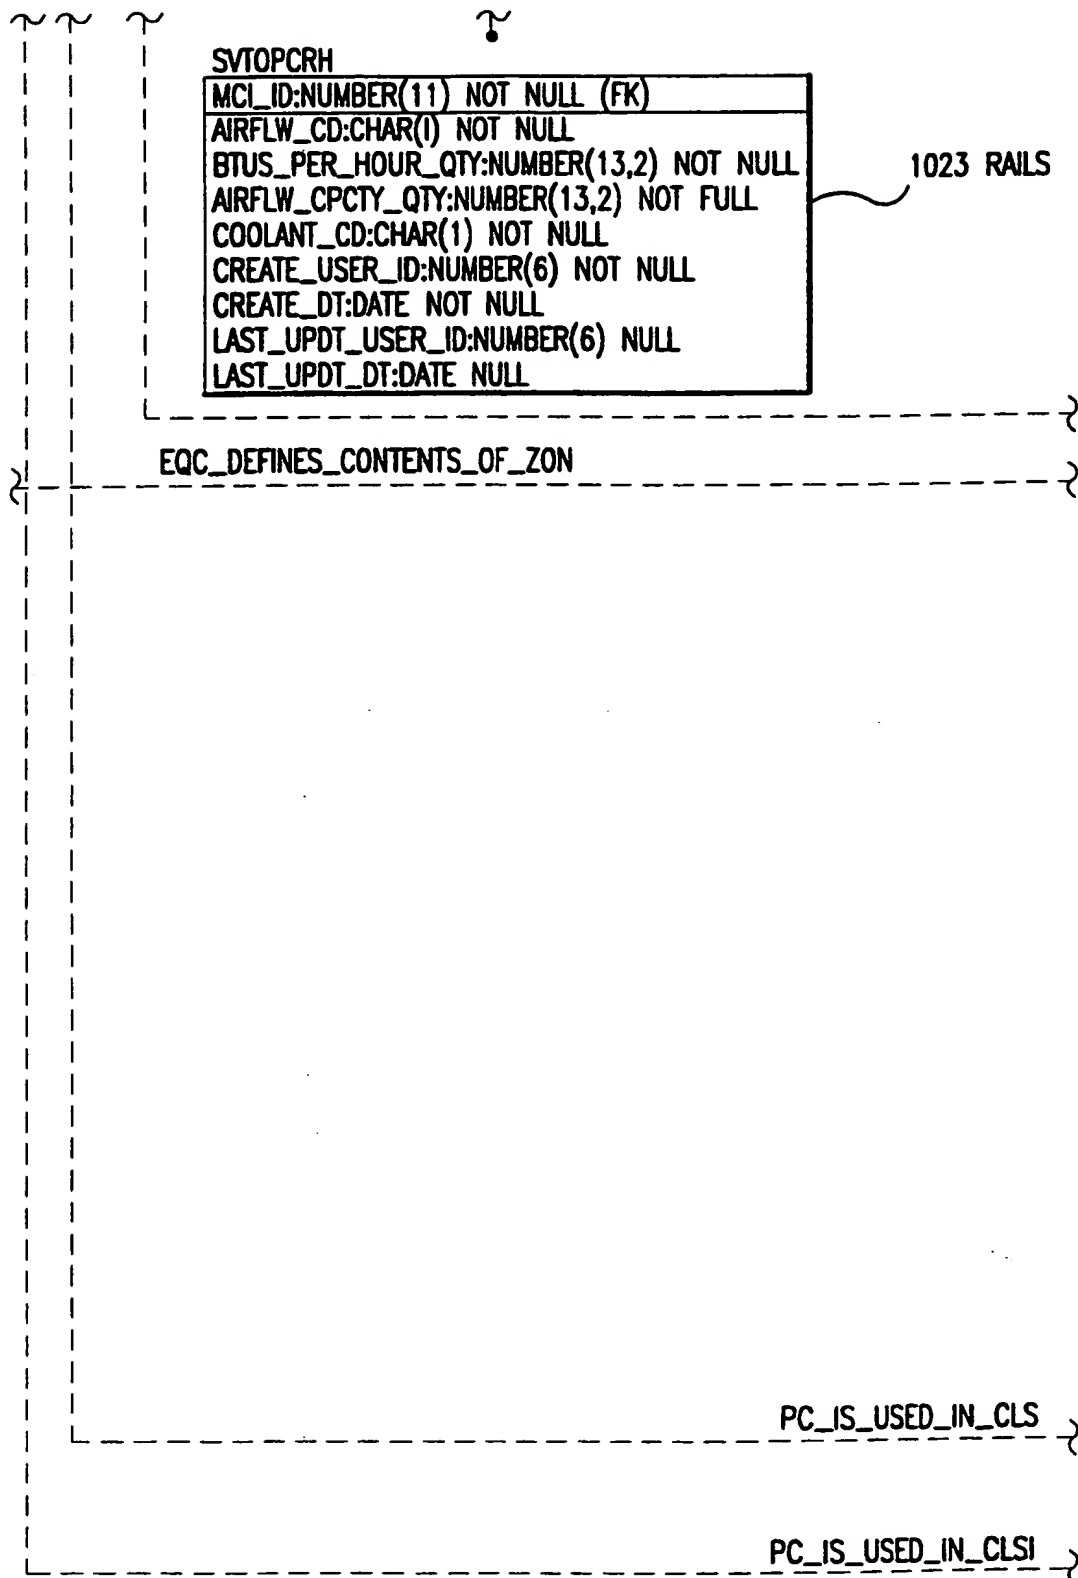 SVTOPCRH
MCI_ID:NUMBER(11) NOT NULL (FK)
AIRFLW_CD:CHAR(I) NOT NULL
BTUS_PER_HOUR_QTY:NUMBER(13,2) NOT NULL
AIRFLW_CPCTY_QTY:NUMBER(13,2) NOT FULL
COOLANT_CD:CHAR(1) NOT NULL
CREATE_USER_ID:NUMBER(6) NOT NULL
CREATE_DT:DATE NOT NULL
LAST_UPDT_USER_ID:NUMBER(6) NULL
LAST_UPDT_DT:DATE NULL
1023 RAILS
EQC_DEFINES_CONTENTS_OF_ZON
PC_IS_USED_IN_CLS
PC_IS_USED_IN_CLSI